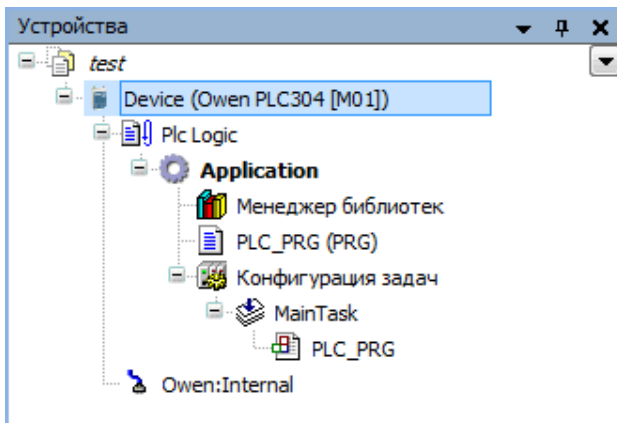 Устройства
test
Device (Owen PLC304 [M01])
Plc Logic
Application
Менеджер библиотек
PLC_PRG (PRG)
Конфигурация задач
MainTask
PLC_PRG
Owen:Internal